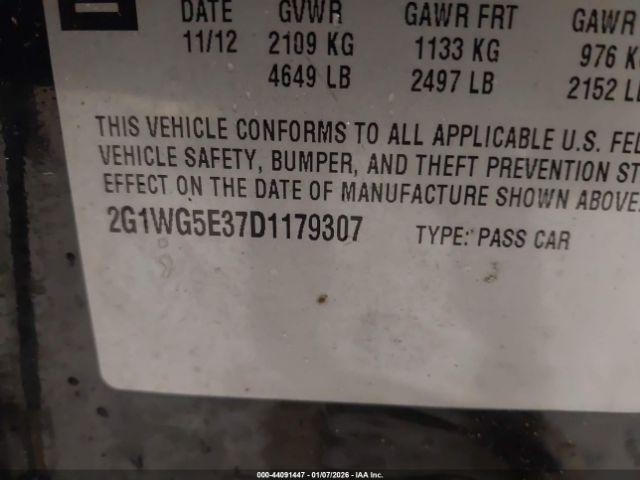 DATE GVWR GAWR FRT GAWR
11/12 2109 KG 1133 KG 976
4649 LB 2497 LB 2152
THIS VEHICLE CONFORMS TO ALL APPLICABLE U.S.
VEHICLE SAFETY, BUMPER, AND THEFT PREVENTION
EFFECT ON THE DATE OF MANUFACTURE SHOWN ABOVE.
2G1WG5E37D1179307 TYPE: PASS CAR
000-44091447 | 01/07/2026 | IAA Inc.